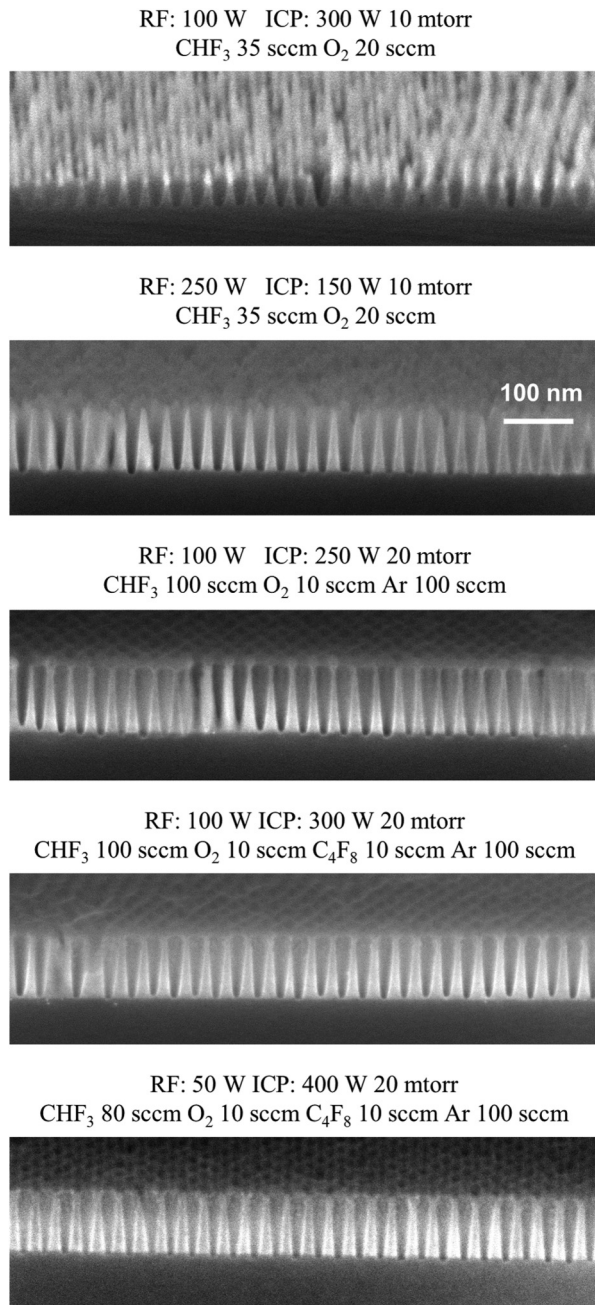 RF: 100 W ICP: 300 W 10 mtorr
CHF₃ 35 sccm O₂ 20 sccm
RF: 250 W ICP: 150 W 10 mtorr
CHF₃ 35 sccm O₂ 20 sccm
100 nm
RF: 100 W ICP: 250 W 20 mtorr
CHF₃ 100 sccm O₂ 10 sccm Ar 100 sccm
RF: 100 W ICP: 300 W 20 mtorr
CHF₃ 100 sccm O₂ 10 sccm C₄F₈ 10 sccm Ar 100 sccm
RF: 50 W ICP: 400 W 20 mtorr
CHF₃ 80 sccm O₂ 10 sccm C₄F₈ 10 sccm Ar 100 sccm